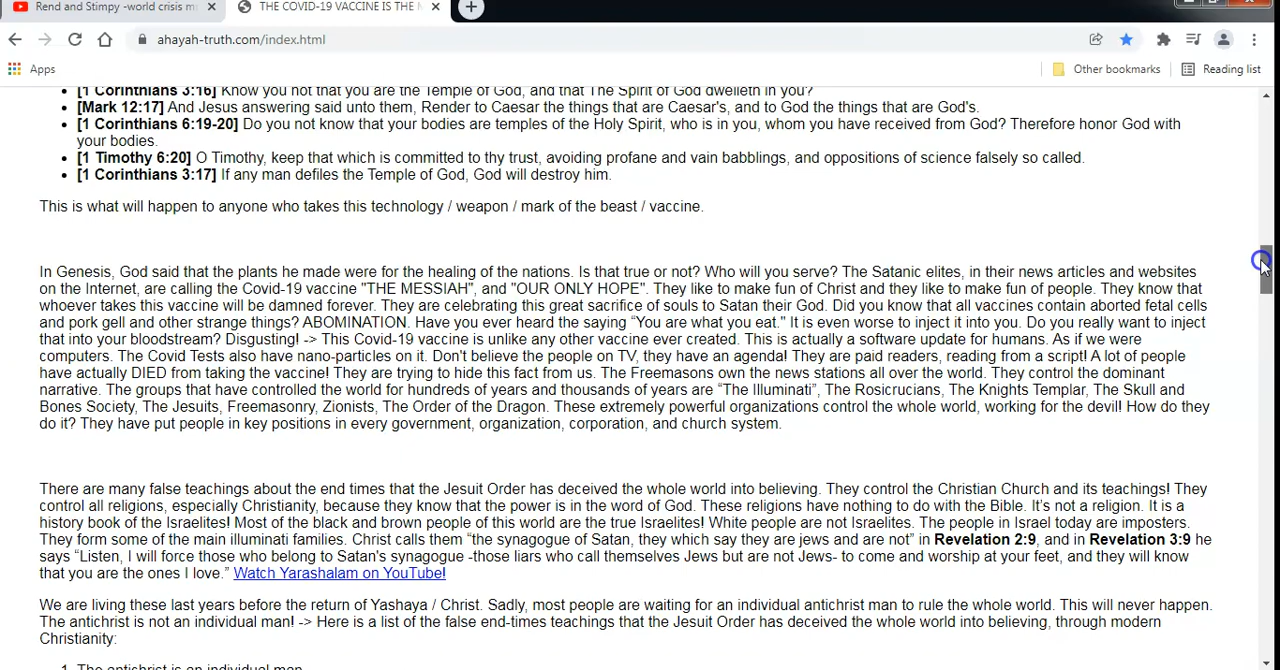 Rend and Stimpy -world crisis m
THE COVID-19 VACCINE IS THE M
ahayah-truth.com/index.html
Apps
Other bookmarks
Reading list
[1 Corinthians 3:16] Know you not that you are the Temple of God, and that The Spirit of God dwelleth in you?
[Mark 12:17] And Jesus answering said unto them, Render to Caesar the things that are Caesar's, and to God the things that are God's.
[1 Corinthians 6:19-20] Do you not know that your bodies are temples of the Holy Spirit, who is in you, whom you have received from God? Therefore honor God with
your bodies.
[1 Timothy 6:20] O Timothy, keep that which is committed to thy trust, avoiding profane and vain babblings, and oppositions of science falsely so called.
[1 Corinthians 3:17] If any man defiles the Temple of God, God will destroy him.
This is what will happen to anyone who takes this technology / weapon / mark of the beast / vaccine.
In Genesis, God said that the plants he made were for the healing of the nations. Is that true or not? Who will you serve? The Satanic elites, in their news articles and websites
on the Internet, are calling the Covid-19 vaccine "THE MESSIAH", and "OUR ONLY HOPE". They like to make fun of Christ and they like to make fun of people. They know that
whoever takes this vaccine will be damned forever. They are celebrating this great sacrifice of souls to Satan their God. Did you know that all vaccines contain aborted fetal cells
and pork gell and other strange things? ABOMINATION. Have you ever heard the saying “You are what you eat.” It is even worse to inject it into you. Do you really want to inject
that into your bloodstream? Disgusting! -> This Covid-19 vaccine is unlike any other vaccine ever created. This is actually a software update for humans. As if we were
computers. The Covid Tests also have nano-particles on it. Don't believe the people on TV, they have an agenda! They are paid readers, reading from a script! A lot of people
have actually DIED from taking the vaccine! They are trying to hide this fact from us. The Freemasons own the news stations all over the world. They control the dominant
narrative. The groups that have controlled the world for hundreds of years and thousands of years are “The Illuminati”, The Rosicrucians, The Knights Templar, The Skull and
Bones Society, The Jesuits, Freemasonry, Zionists, The Order of the Dragon. These extremely powerful organizations control the whole world, working for the devil! How do they
do it? They have put people in key positions in every government, organization, corporation, and church system.
There are many false teachings about the end times that the Jesuit Order has deceived the whole world into believing. They control the Christian Church and its teachings! They
control all religions, especially Christianity, because they know that the power is in the word of God. These religions have nothing to do with the Bible. It’s not a religion. It is a
history book of the Israelites! Most of the black and brown people of this world are the true Israelites! White people are not Israelites. The people in Israel today are imposters.
They form some of the main illuminati families. Christ calls them “the synagogue of Satan, they which say they are jews and are not” in Revelation 2:9, and in Revelation 3:9 he
says “Listen, I will force those who belong to Satan's synagogue -those liars who call themselves Jews but are not Jews- to come and worship at your feet, and they will know
that you are the ones I love.” Watch Yarashalam on YouTube!
We are living these last years before the return of Yashaya / Christ. Sadly, most people are waiting for an individual antichrist man to rule the whole world. This will never happen.
The antichrist is not an individual man! -> Here is a list of the false end-times teachings that the Jesuit Order has deceived the whole world into believing, through modern
Christianity:
1. The antichrist is an individual man